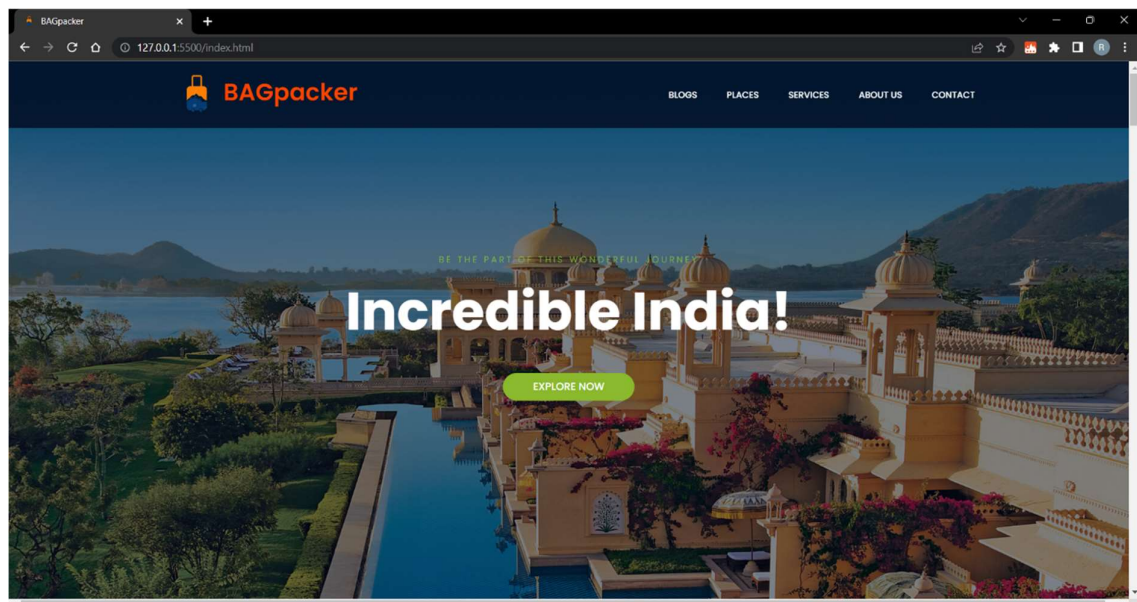 BAGpacker
127.0.0.1:5500/index.html
R
BAGpacker
BLOGS PLACES SERVICES ABOUT US CONTACT
BE THE PART OF THIS WONDERFUL JOURNEY
Incredible India!
EXPLORE NOW